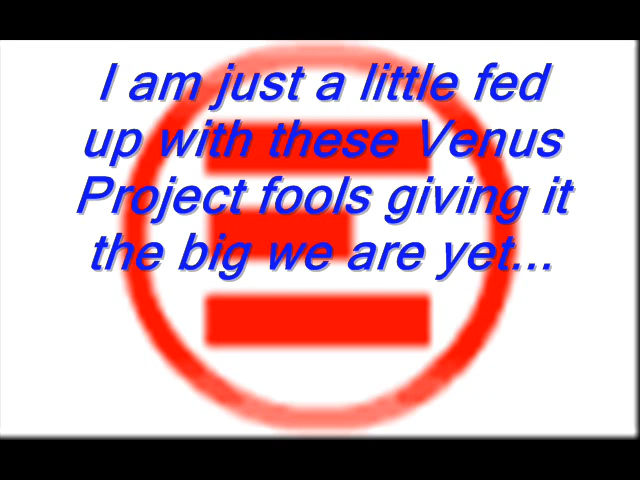 I am just a little fed
up with these Venus
Project fools giving it
the big we are yet...